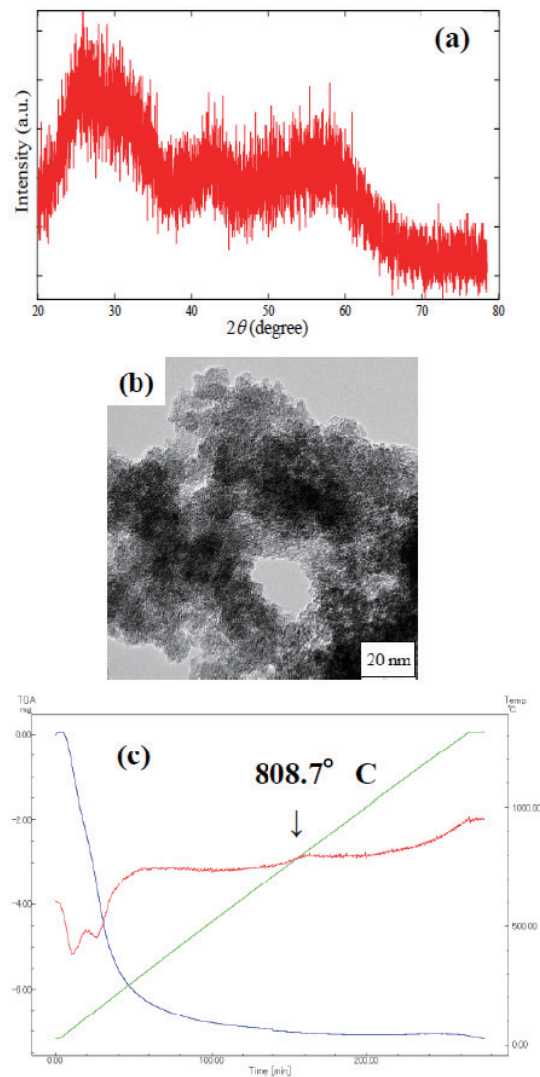 (a)
Intensity (a.u.)
20 30 40 50 60 70 80
2θ (degree)
(b)
20 nm
TGA
mg
Temp
°C
(c)
808.7° C
↓
0.00
-2.00
-4.00
-6.00
1000.00
500.00
0.00
0.00 100.00 200.00
Time [min]